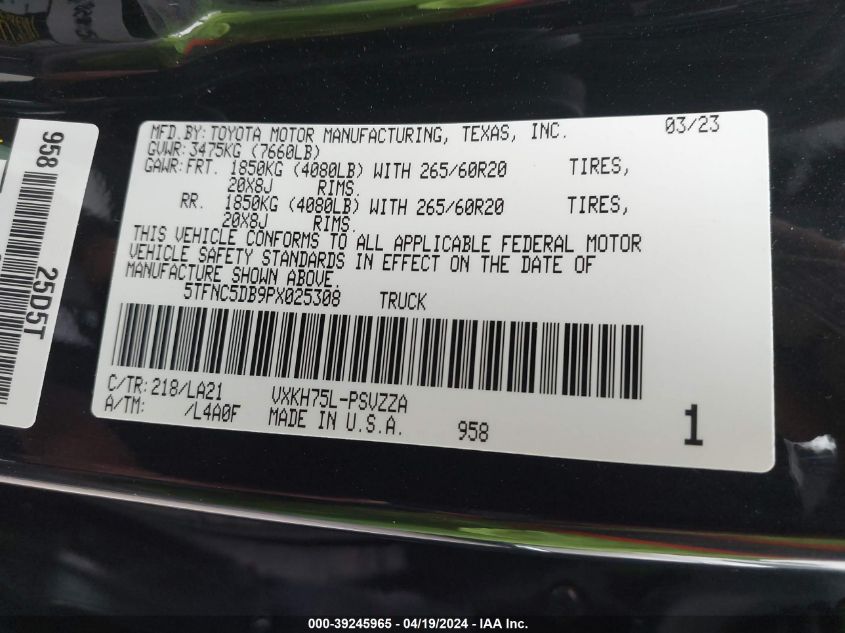 MFD.BY: TOYOTA MOTOR MANUFACTURING, TEXAS, INC. 03/23
GVWR: 3475KG (7660LB)
GAWR: FRT. 1850KG (4080LB) WITH 265/60R20 TIRES,
20X8J RIMS.
RR. 1850KG (4080LB) WITH 265/60R20 TIRES,
20X8J RIMS.
THIS VEHICLE CONFORMS TO ALL APPLICABLE FEDERAL MOTOR
VEHICLE SAFETY STANDARDS IN EFFECT ON THE DATE OF
MANUFACTURE SHOWN ABOVE.
5TFNC5DB9PX025308 TRUCK
C/TR: 218/LA21 VXKH75L-PSVZZA
A/TM: /L4A0F MADE IN U.S.A. 958 1
958
25D5T
000-39245965 - 04/19/2024 - IAA Inc.